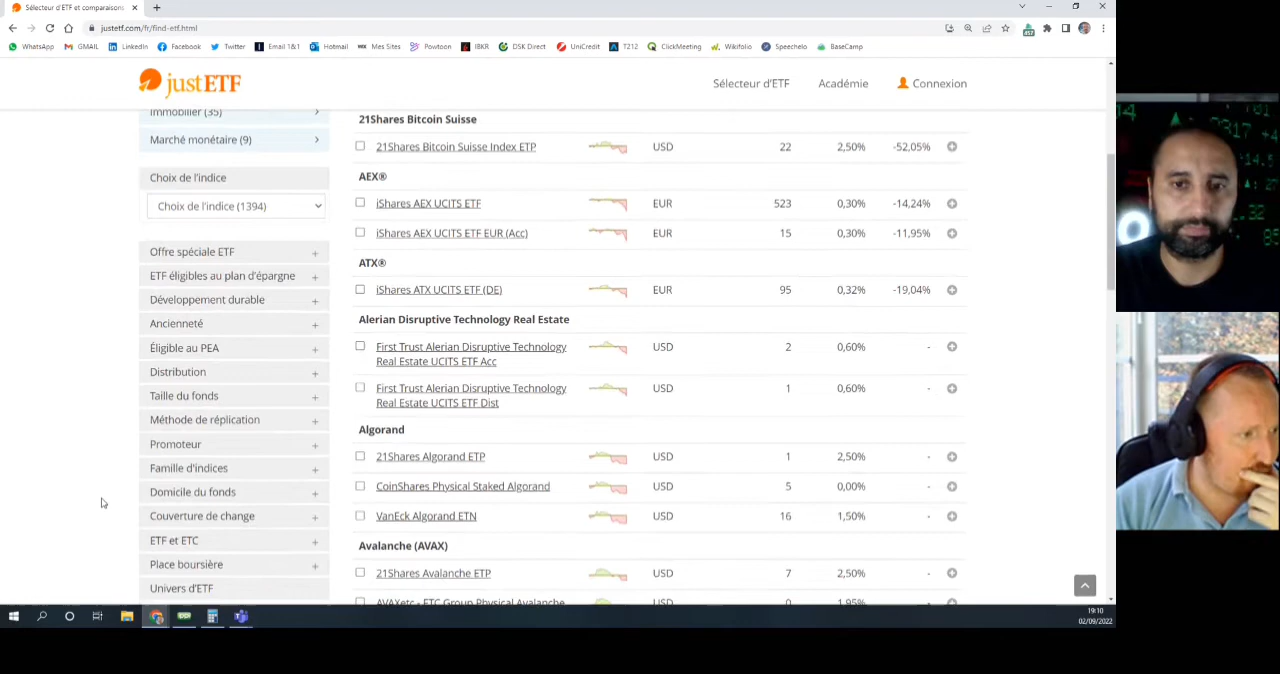 Sélecteur d'ETF et comparaisons
justetf.com/fr/find-etf.html
457
WhatsApp GMAIL LinkedIn Facebook Twitter Email 1&1 Hotmail Mes Sites Powtoon IBKR DSK Direct UniCredit T212 ClickMeeting Wikifolio Speechelo BaseCamp
justETF
Sélecteur d'ETF Académie Connexion
Immobilier (35)
Marché monétaire (9)
Choix de l'indice
Choix de l'indice (1394)
Offre spéciale ETF +
ETF éligibles au plan d'épargne +
Développement durable +
Ancienneté +
Éligible au PEA +
Distribution +
Taille du fonds +
Méthode de réplication +
Promoteur +
Famille d'indices +
Domicile du fonds +
Couverture de change +
ETF et ETC +
Place boursière +
Univers d'ETF
21Shares Bitcoin Suisse
21Shares Bitcoin Suisse Index ETP USD 22 2,50% -52,05%
AEX®
iShares AEX UCITS ETF EUR 523 0,30% -14,24%
iShares AEX UCITS ETF EUR (Acc) EUR 15 0,30% -11,95%
ATX®
iShares ATX UCITS ETF (DE) EUR 95 0,32% -19,04%
Alerian Disruptive Technology Real Estate
First Trust Alerian Disruptive Technology USD 2 0,60% -
Real Estate UCITS ETF Acc
First Trust Alerian Disruptive Technology USD 1 0,60% -
Real Estate UCITS ETF Dist
Algorand
21Shares Algorand ETP USD 1 2,50% -
CoinShares Physical Staked Algorand USD 5 0,00% -
VanEck Algorand ETN USD 16 1,50% -
Avalanche (AVAX)
21Shares Avalanche ETP USD 7 2,50% -
AVAXetc - ETC Group Physical Avalanche USD 0 1,95% -
19:10
02/09/2022